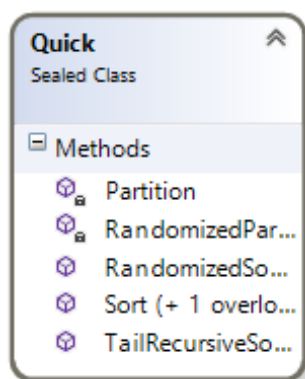 Quick
Sealed Class
Methods
Partition
RandomizedPar...
RandomizedSo...
Sort (+ 1 overlo...
TailRecursiveSo...